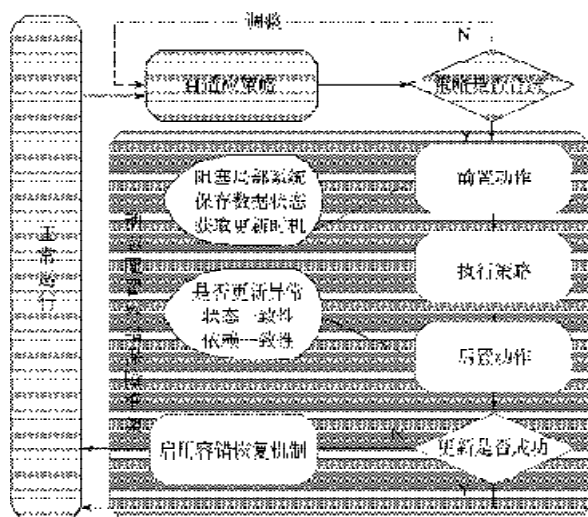 调整
N
自适应策略
策略是否合法
Y
阻塞局部系统
保存数据状态
获取更新时机
前置动作
正常运行
执行策略
是否更新异常
状态一致性
依赖一致性
后置动作
N
启用容错恢复机制
更新是否成功
Y